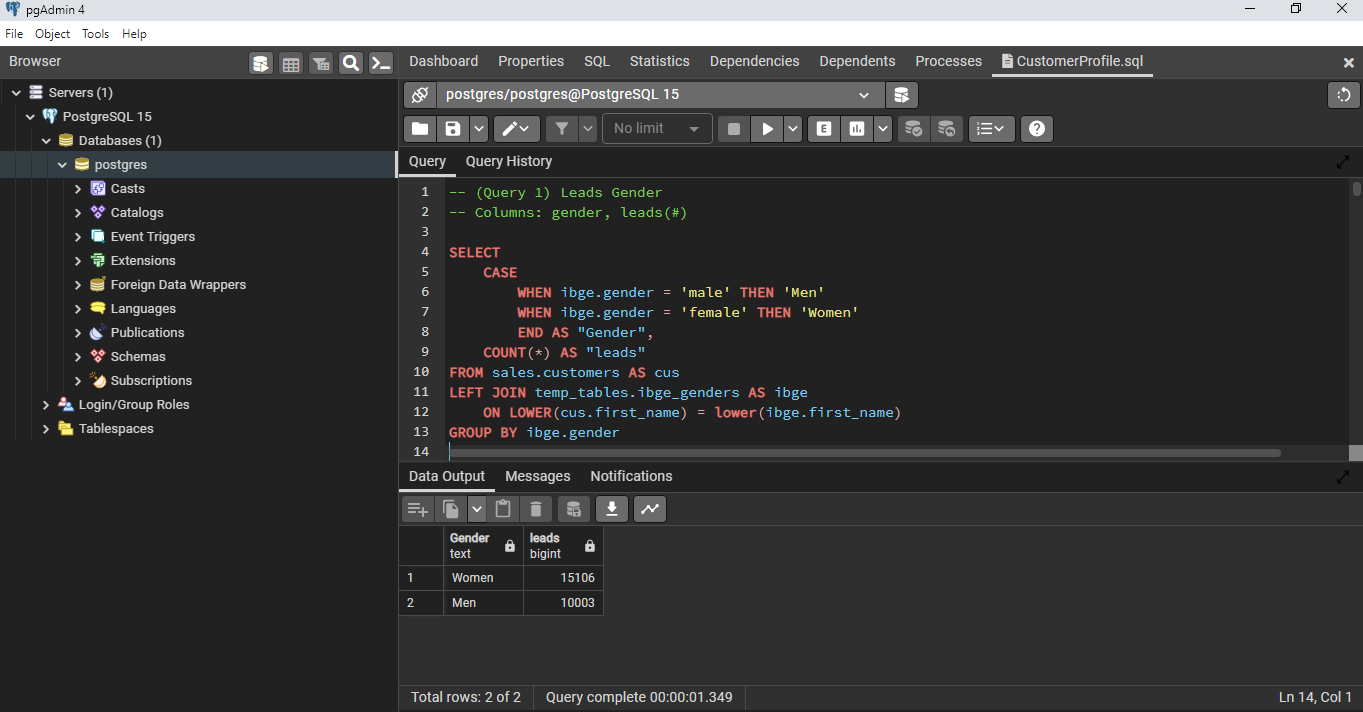 pgAdmin 4
File Object Tools Help
Browser
Dashboard Properties SQL Statistics Dependencies Dependents Processes CustomerProfile.sql
Servers (1)
PostgreSQL 15
Databases (1)
postgres
Casts
Catalogs
Event Triggers
Extensions
Foreign Data Wrappers
Languages
Publications
Schemas
Subscriptions
Login/Group Roles
Tablespaces
postgres/postgres@PostgreSQL 15
No limit
E
Query Query History
1 -- (Query 1) Leads Gender
2 -- Columns: gender, leads(#)
3
4 SELECT
5 CASE
6 WHEN ibge.gender = 'male' THEN 'Men'
7 WHEN ibge.gender = 'female' THEN 'Women'
8 END AS "Gender",
9 COUNT(*) AS "leads"
10 FROM sales.customers AS cus
11 LEFT JOIN temp_tables.ibge_genders AS ibge
12 ON LOWER(cus.first_name) = lower(ibge.first_name)
13 GROUP BY ibge.gender
14
Data Output Messages Notifications
Gender leads
text bigint
1 Women 15106
2 Men 10003
Total rows: 2 of 2 Query complete 00:00:01.349 Ln 14, Col 1